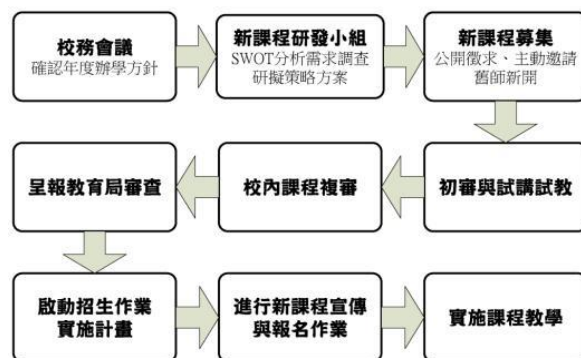 校務會議
確認年度辦學方針
新課程研發小組
SWOT分析需求調查
研擬策略方案
新課程募集
公開徵求、主動邀請
舊師新開
初審與試講試教
校內課程複審
呈報教育局審查
啟動招生作業
實施計畫
進行新課程宣傳
與報名作業
實施課程教學